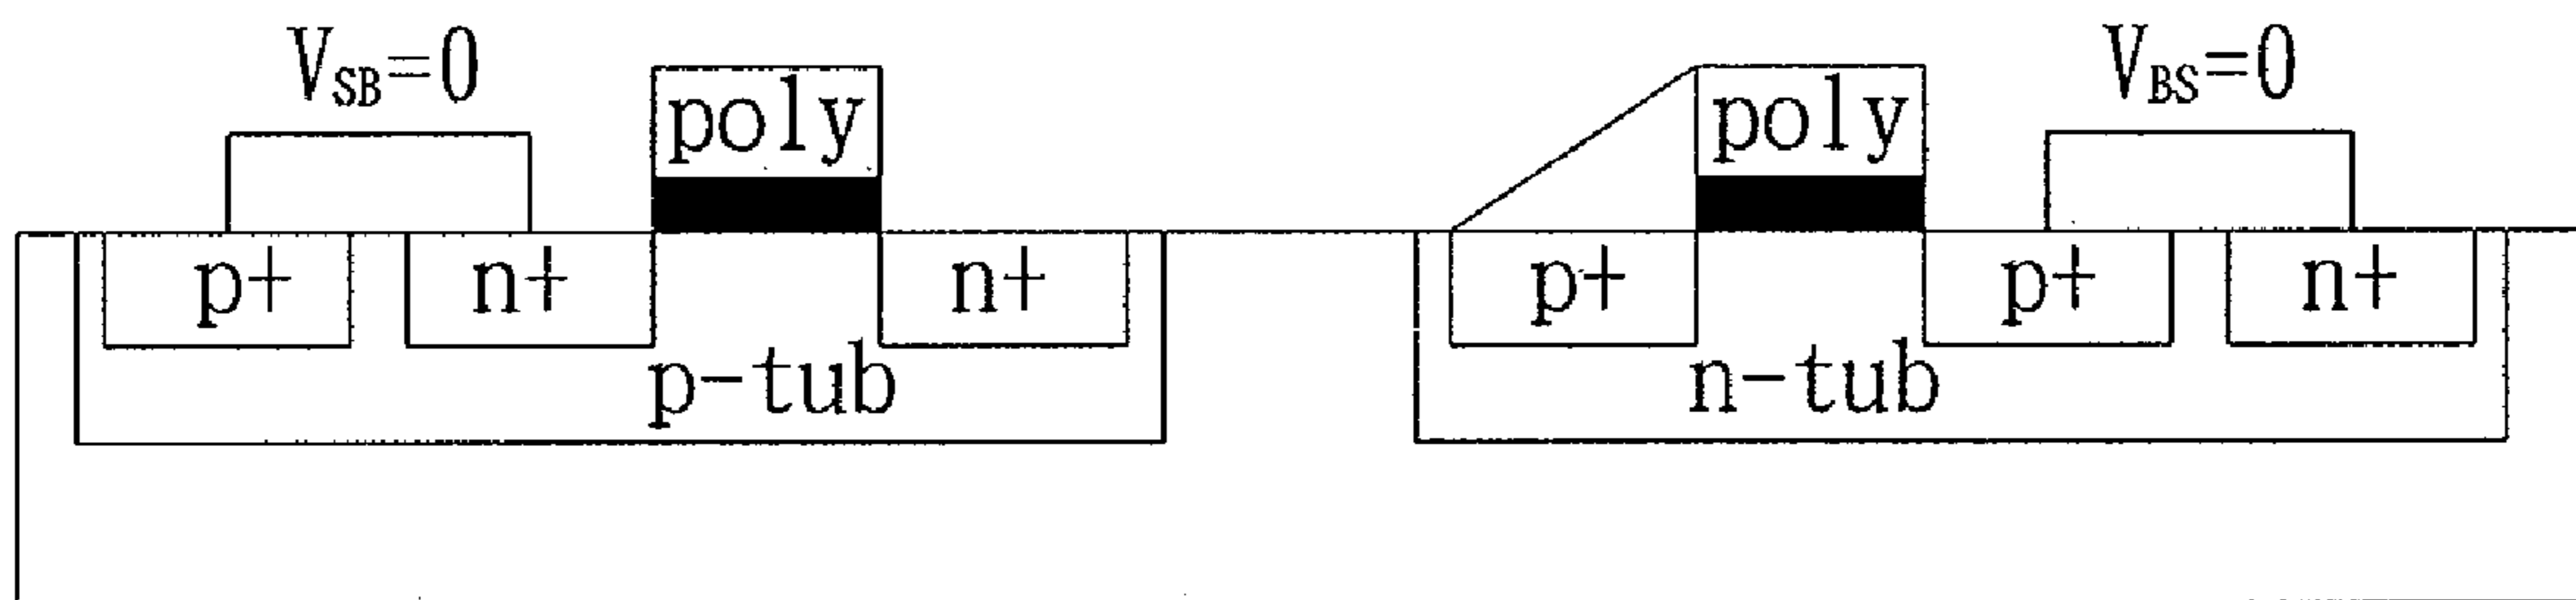 V_SB=0
V_BS=0
poly
poly
p+
n+
n+
p+
p+
n+
p-tub
n-tub